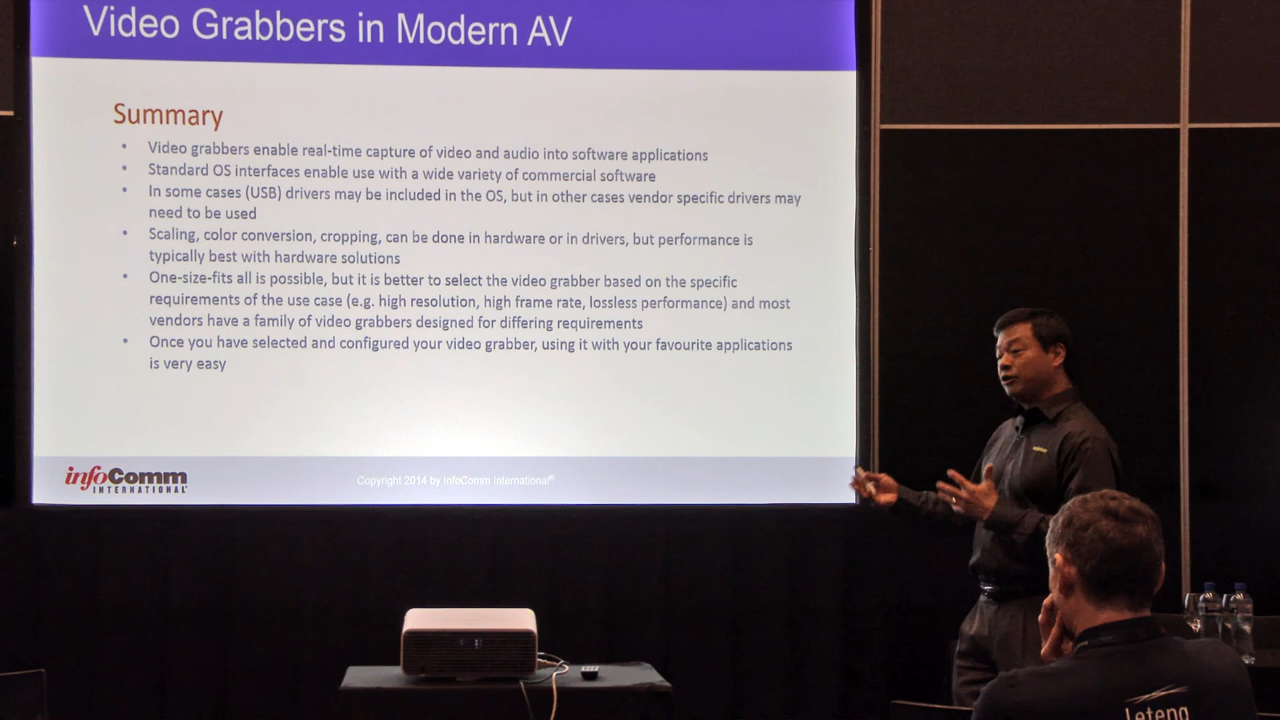 Video Grabbers in Modern AV
Summary
• Video grabbers enable real-time capture of video and audio into software applications
• Standard OS interfaces enable use with a wide variety of commercial software
• In some cases (USB) drivers may be included in the OS, but in other cases vendor specific drivers may
need to be used
• Scaling, color conversion, cropping, can be done in hardware or in drivers, but performance is
typically best with hardware solutions
• One-size-fits all is possible, but it is better to select the video grabber based on the specific
requirements of the use case (e.g. high resolution, high frame rate, lossless performance) and most
vendors have a family of video grabbers designed for differing requirements
• Once you have selected and configured your video grabber, using it with your favourite applications
is very easy
infoComm
INTERNATIONAL
Copyright 2014 by InfoComm International®